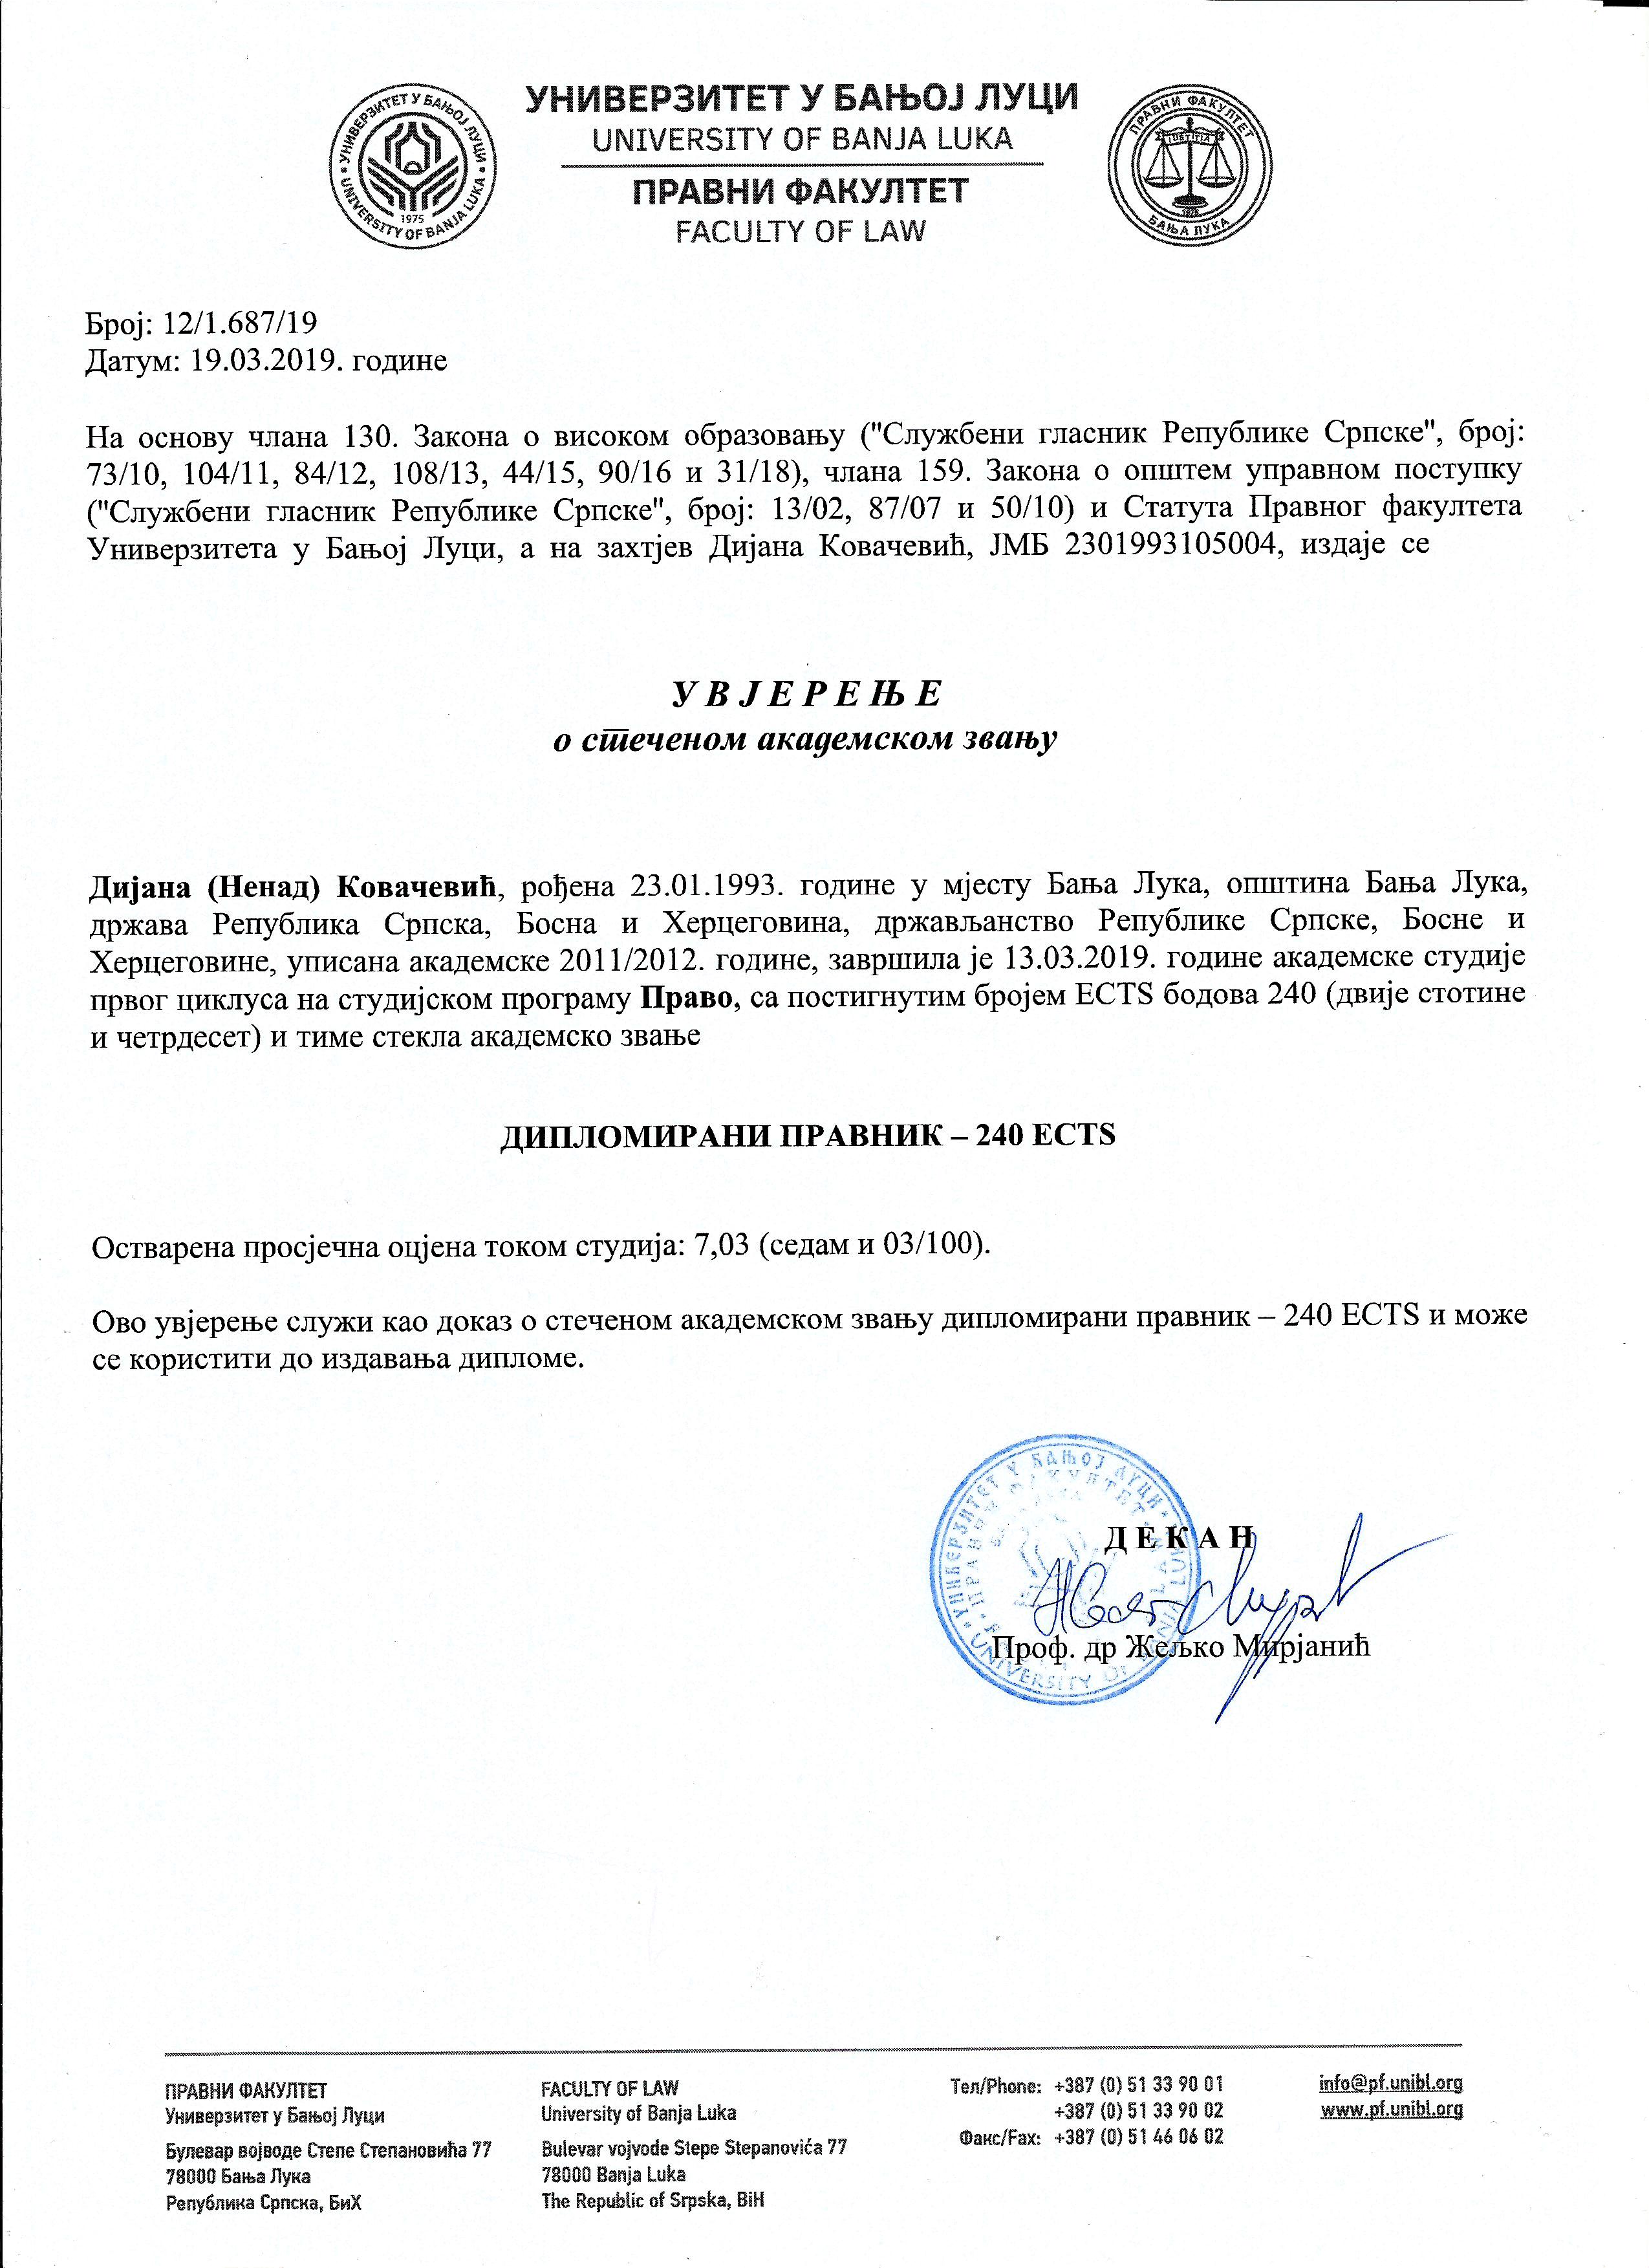 УНИВЕРЗИТЕТ У БАЊОЈ ЛУЦИ
UNIVERSITY OF BANJA LUKA
1975
УНИВЕРЗИТЕТ У БАЊОЈ ЛУЦИ
UNIVERSITY OF BANJA LUKA
ПРАВНИ ФАКУЛТЕТ
FACULTY OF LAW
ПРАВНИ ФАКУЛТЕТ
IUSTITIA
1975
БАЊА ЛУКА
Број: 12/1.687/19
Датум: 19.03.2019. године
На основу члана 130. Закона о високом образовању ("Службени гласник Републике Српске", број:
73/10, 104/11, 84/12, 108/13, 44/15, 90/16 и 31/18), члана 159. Закона о општем управном поступку
("Службени гласник Републике Српске", број: 13/02, 87/07 и 50/10) и Статута Правног факултета
Универзитета у Бањој Луци, а на захтјев Дијана Ковачевић, ЈМБ 2301993105004, издаје се
У В Ј Е Р Е Њ Е
о стеченом академском звању
Дијана (Ненад) Ковачевић, рођена 23.01.1993. године у мјесту Бања Лука, општина Бања Лука,
држава Република Српска, Босна и Херцеговина, држављанство Републике Српске, Босне и
Херцеговине, уписана академске 2011/2012. године, завршила је 13.03.2019. године академске студије
првог циклуса на студијском програму Право, са постигнутим бројем ECTS бодова 240 (двије стотине
и четрдесет) и тиме стекла академско звање
ДИПЛОМИРАНИ ПРАВНИК – 240 ECTS
Остварена просјечна оцјена током студија: 7,03 (седам и 03/100).
Ово увјерење служи као доказ о стеченом академском звању дипломирани правник – 240 ECTS и може
се користити до издавања дипломе.
УНИВЕРЗИТЕТ У БАЊОЈ ЛУЦИ
ПРАВНИ ФАКУЛТЕТ
UNIVERSITY OF BANJA LUKA
Д Е К А Н
Проф. др Жељко Мирјанић
ПРАВНИ ФАКУЛТЕТ
Универзитет у Бањој Луци
Булевар војводе Степе Степановића 77
78000 Бања Лука
Република Српска, БиХ
FACULTY OF LAW
University of Banja Luka
Bulevar vojvode Stepe Stepanovića 77
78000 Banja Luka
The Republic of Srpska, BiH
Тел/Phone: +387 (0) 51 33 90 01
+387 (0) 51 33 90 02
Факс/Fax: +387 (0) 51 46 06 02
info@pf.unibl.org
www.pf.unibl.org